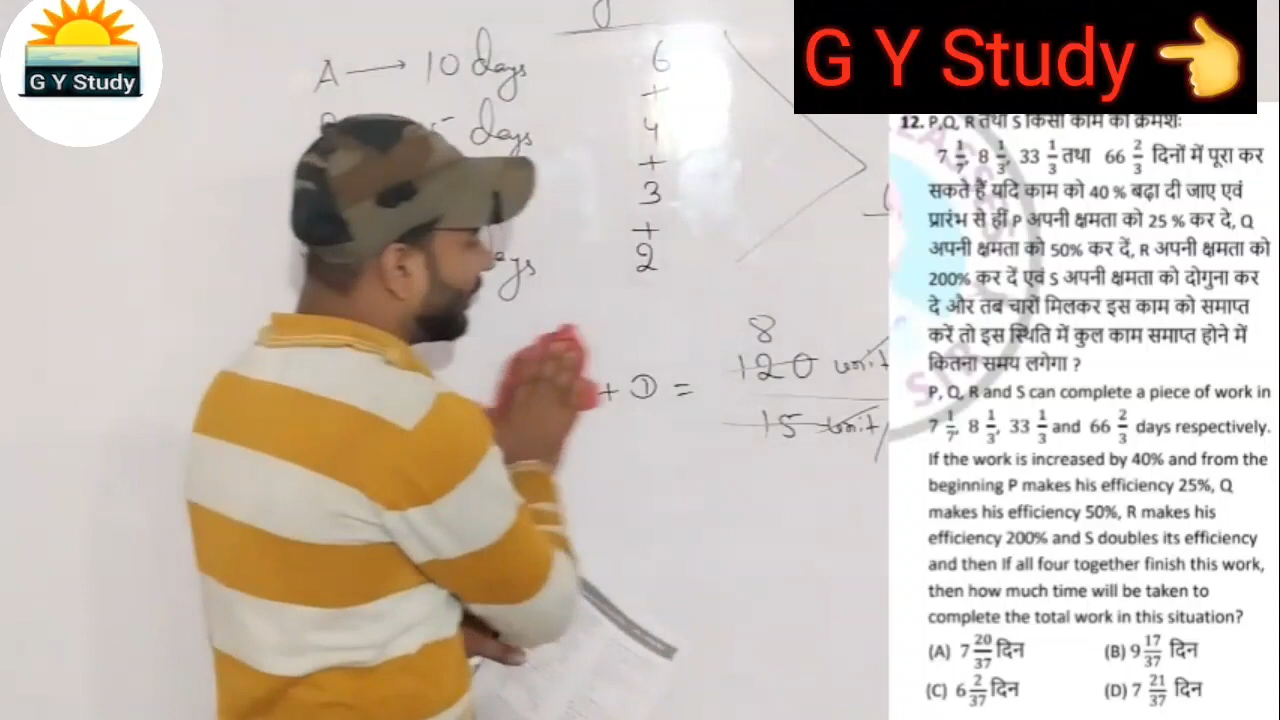 G Y Study
G Y Study
A → 10 days 6
+
days 4
+
3
+
days 2
+ D = 120 unit
8
15 unit
12. P,Q, R तथा S किसी काम को क्रमशः
7 1/7, 8 1/3, 33 1/3 तथा 66 2/3 दिनों में पूरा कर
सकते हैं यदि काम को 40 % बढ़ा दी जाए एवं
प्रारंभ से हीं P अपनी क्षमता को 25 % कर दे, Q
अपनी क्षमता को 50% कर दें, R अपनी क्षमता को
200% कर दें एवं S अपनी क्षमता को दोगुना कर
दे और तब चारों मिलकर इस काम को समाप्त
करें तो इस स्थिति में कुल काम समाप्त होने में
कितना समय लगेगा ?
P, Q, R and S can complete a piece of work in
7 1/7, 8 1/3, 33 1/3 and 66 2/3 days respectively.
If the work is increased by 40% and from the
beginning P makes his efficiency 25%, Q
makes his efficiency 50%, R makes his
efficiency 200% and S doubles its efficiency
and then If all four together finish this work,
then how much time will be taken to
complete the total work in this situation?
(A) 7 20/37 दिन (B) 9 17/37 दिन
(C) 6 2/37 दिन (D) 7 21/37 दिन